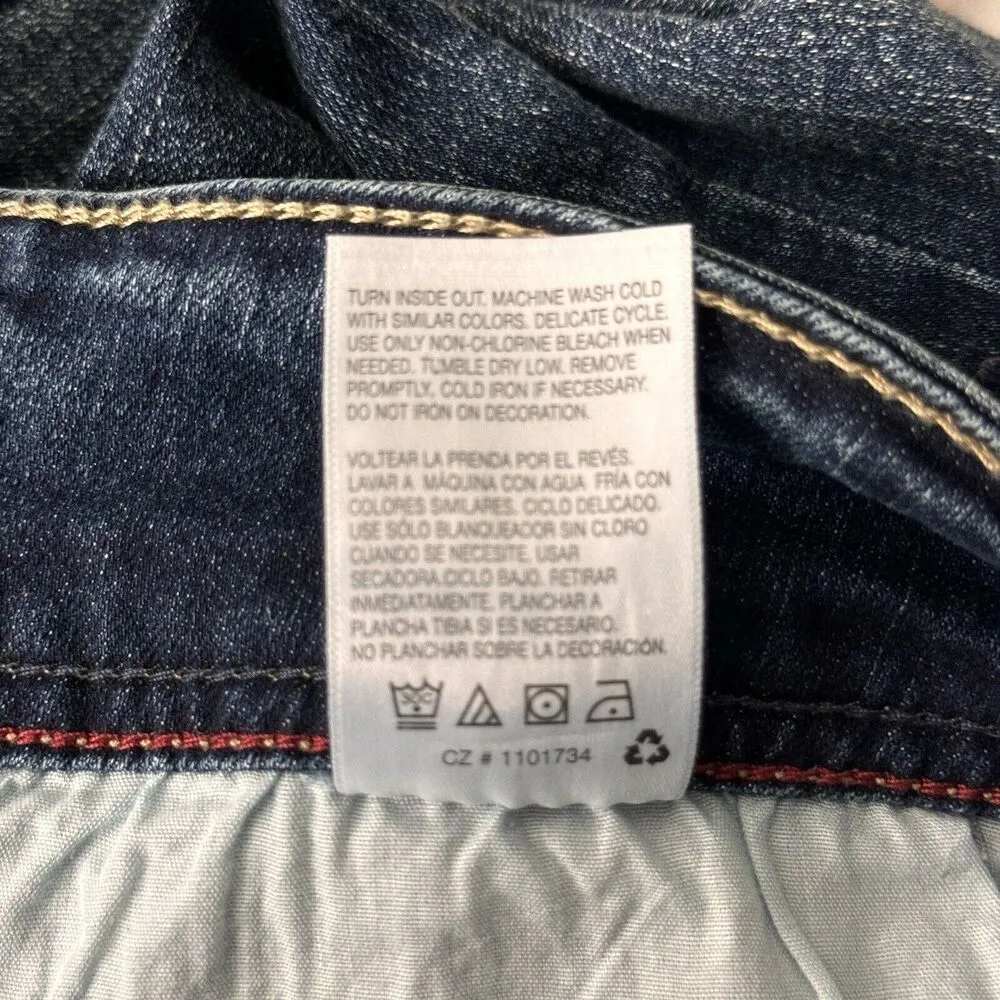 TURN INSIDE OUT. MACHINE WASH COLD
WITH SIMILAR COLORS. DELICATE CYCLE.
USE ONLY NON-CHLORINE BLEACH WHEN
NEEDED. TUMBLE DRY LOW. REMOVE
PROMPTLY. COLD IRON IF NECESSARY.
DO NOT IRON ON DECORATION.
VOLTEAR LA PRENDA POR EL REVÉS.
LAVAR A MÁQUINA CON AGUA FRÍA CON
COLORES SIMILARES. CICLO DELICADO.
USE SÓLO BLANQUEADOR SIN CLORO
CUANDO SE NECESITE. USAR
SECADORA.CICLO BAJO. RETIRAR
INMEDIATAMENTE. PLANCHAR A
PLANCHA TIBIA SI ES NECESARIO.
NO PLANCHAR SOBRE LA DECORACIÓN.
CZ # 1101734